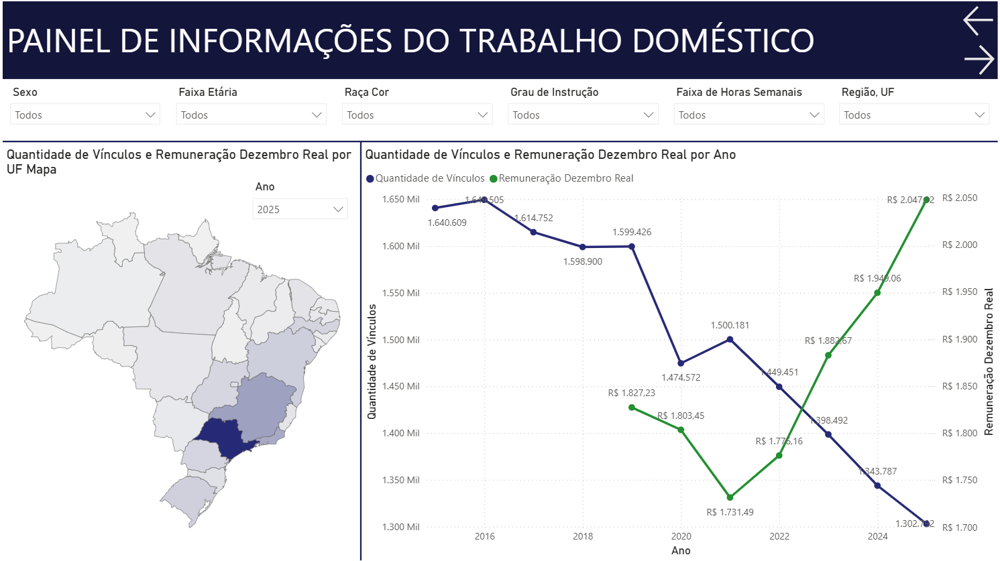 PAINEL DE INFORMAÇÕES DO TRABALHO DOMÉSTICO
Sexo
Todos
Faixa Etária
Todos
Raça Cor
Todos
Grau de Instrução
Todos
Faixa de Horas Semanais
Todos
Região, UF
Todos
Quantidade de Vínculos e Remuneração Dezembro Real por
UF Mapa
Ano
2025
Quantidade de Vínculos e Remuneração Dezembro Real por Ano
Quantidade de Vínculos
Remuneração Dezembro Real
Quantidade de Vínculos
1.650 Mil
1.600 Mil
1.550 Mil
1.500 Mil
1.450 Mil
1.400 Mil
1.350 Mil
1.300 Mil
1.640.609
1.614.752
1.598.900
1.599.426
1.474.572
1.500.181
1.449.451
1.398.492
1.343.787
R$ 1.827,23
R$ 1.803,45
R$ 1.731,49
R$ 1.776,16
R$ 1.882,67
R$ 1.949,06
R$ 2.050
R$ 2.000
R$ 1.950
R$ 1.900
R$ 1.850
R$ 1.800
R$ 1.750
R$ 1.700
Remuneração Dezembro Real
2016
2018
2020
2022
2024
Ano